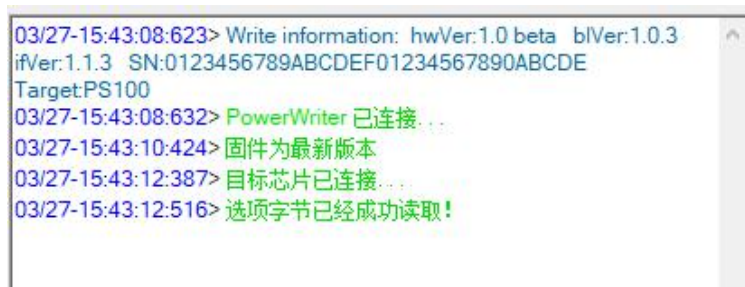 03/27-15:43:08:623> Write information: hwVer:1.0 beta blVer:1.0.3
ifVer:1.1.3 SN:0123456789ABCDEF01234567890ABCDE
Target:PS100
03/27-15:43:08:632> PowerWriter 已连接...
03/27-15:43:10:424> 固件为最新版本
03/27-15:43:12:387> 目标芯片已连接...
03/27-15:43:12:516> 选项字节已经成功读取!